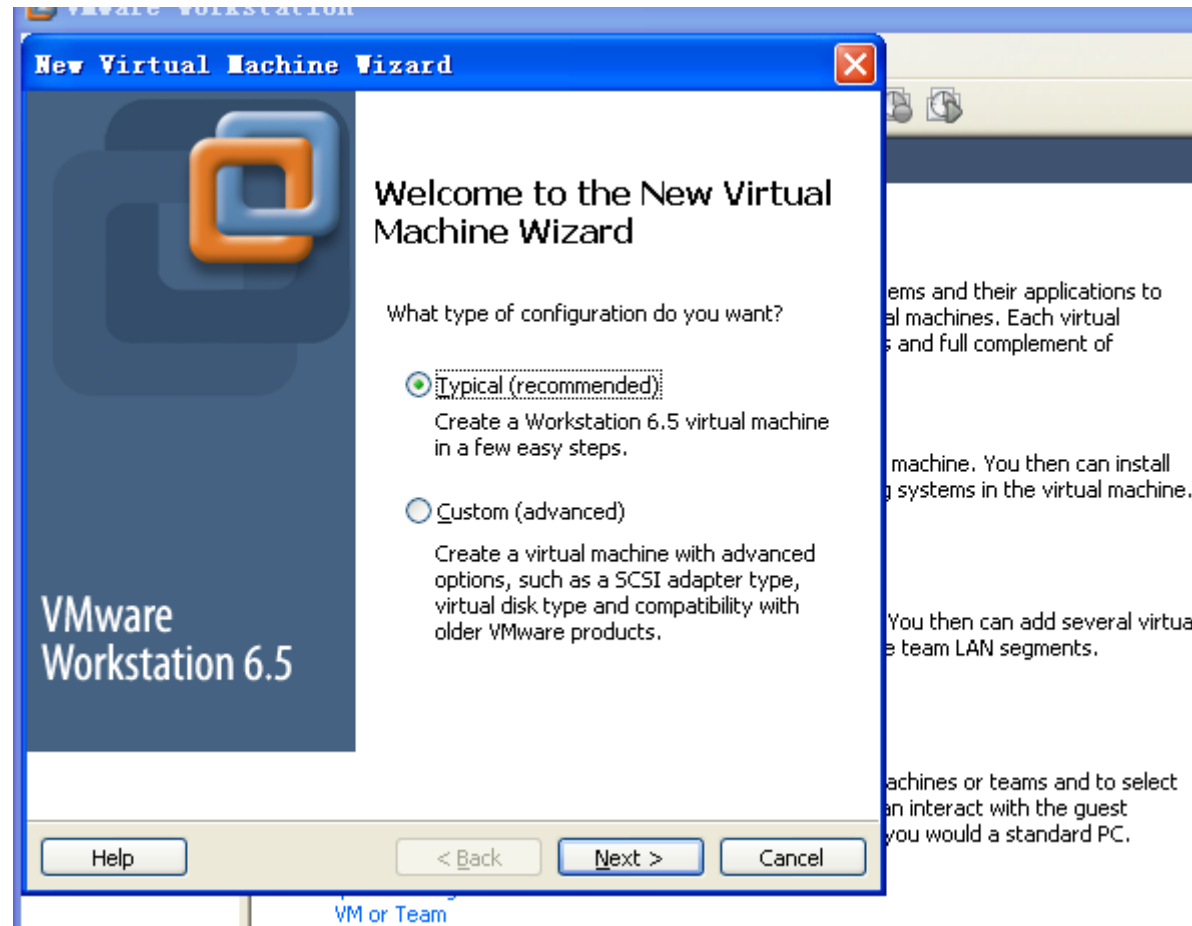 VMware Workstation
New Virtual Machine Wizard
Welcome to the New Virtual
Machine Wizard
What type of configuration do you want?
Typical (recommended)
Create a Workstation 6.5 virtual machine
in a few easy steps.
Custom (advanced)
Create a virtual machine with advanced
options, such as a SCSI adapter type,
virtual disk type and compatibility with
older VMware products.
VMware
Workstation 6.5
Help
< Back
Next >
Cancel
ems and their applications to
al machines. Each virtual
s and full complement of
machine. You then can install
g systems in the virtual machine.
You then can add several virtua
e team LAN segments.
achines or teams and to select
an interact with the guest
you would a standard PC.
VM or Team